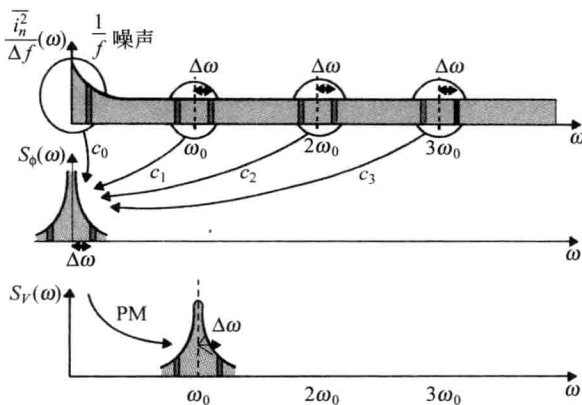 $\frac{\overline{i_n^2}}{\Delta f}(\omega)$
$\frac{1}{f}$ 噪声
Δω Δω Δω
ω
ω₀ 2ω₀ 3ω₀
c₀ c₁ c₂ c₃
S_ϕ(ω)
Δω
ω
S_V(ω)
PM
Δω
ω
ω₀ 2ω₀ 3ω₀